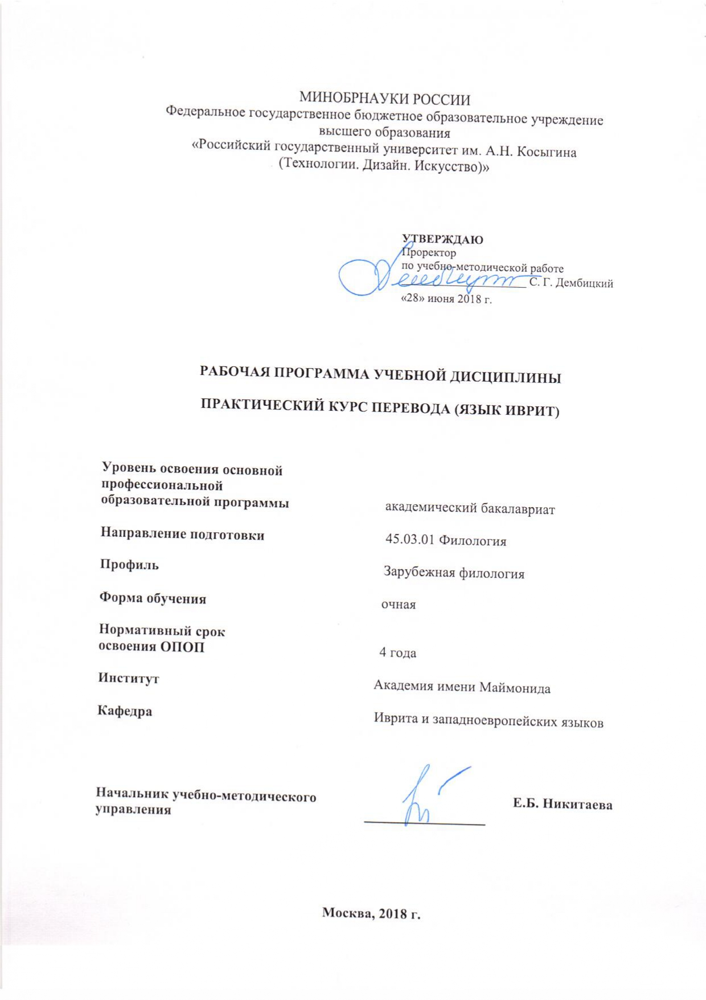 МИНОБРНАУКИ РОССИИ
Федеральное государственное бюджетное образовательное учреждение
высшего образования
«Российский государственный университет им. А.Н. Косыгина
(Технологии. Дизайн. Искусство)»
УТВЕРЖДАЮ
Проректор
по учебно-методической работе
С. Г. Дембицкий
«28» июня 2018 г.
РАБОЧАЯ ПРОГРАММА УЧЕБНОЙ ДИСЦИПЛИНЫ
ПРАКТИЧЕСКИЙ КУРС ПЕРЕВОДА (ЯЗЫК ИВРИТ)
Уровень освоения основной
профессиональной
образовательной программы академический бакалавриат
Направление подготовки 45.03.01 Филология
Профиль Зарубежная филология
Форма обучения очная
Нормативный срок
освоения ОПОП 4 года
Институт Академия имени Маймонида
Кафедра Иврита и западноевропейских языков
Начальник учебно-методического
управления Е.Б. Никитаева
Москва, 2018 г.